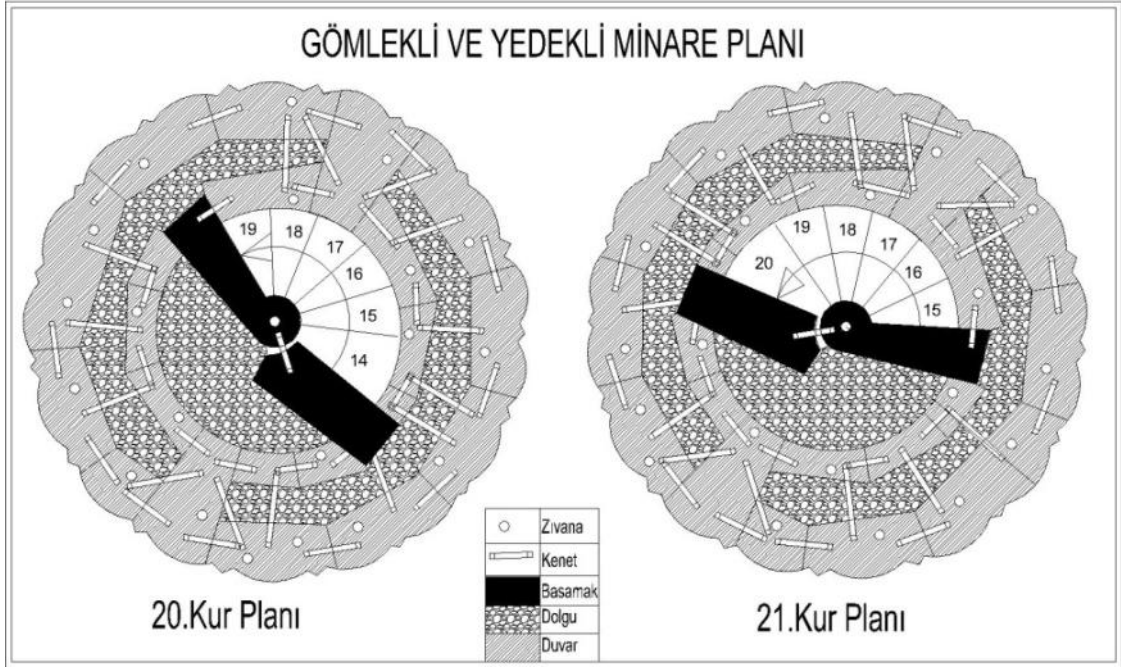 GÖMLEKLİ VE YEDEKLİ MİNARE PLANI
19
18
17
16
15
14
20
19
18
17
16
15
Zıvana
Kenet
Basamak
Dolgu
Duvar
20.Kur Planı
21.Kur Planı